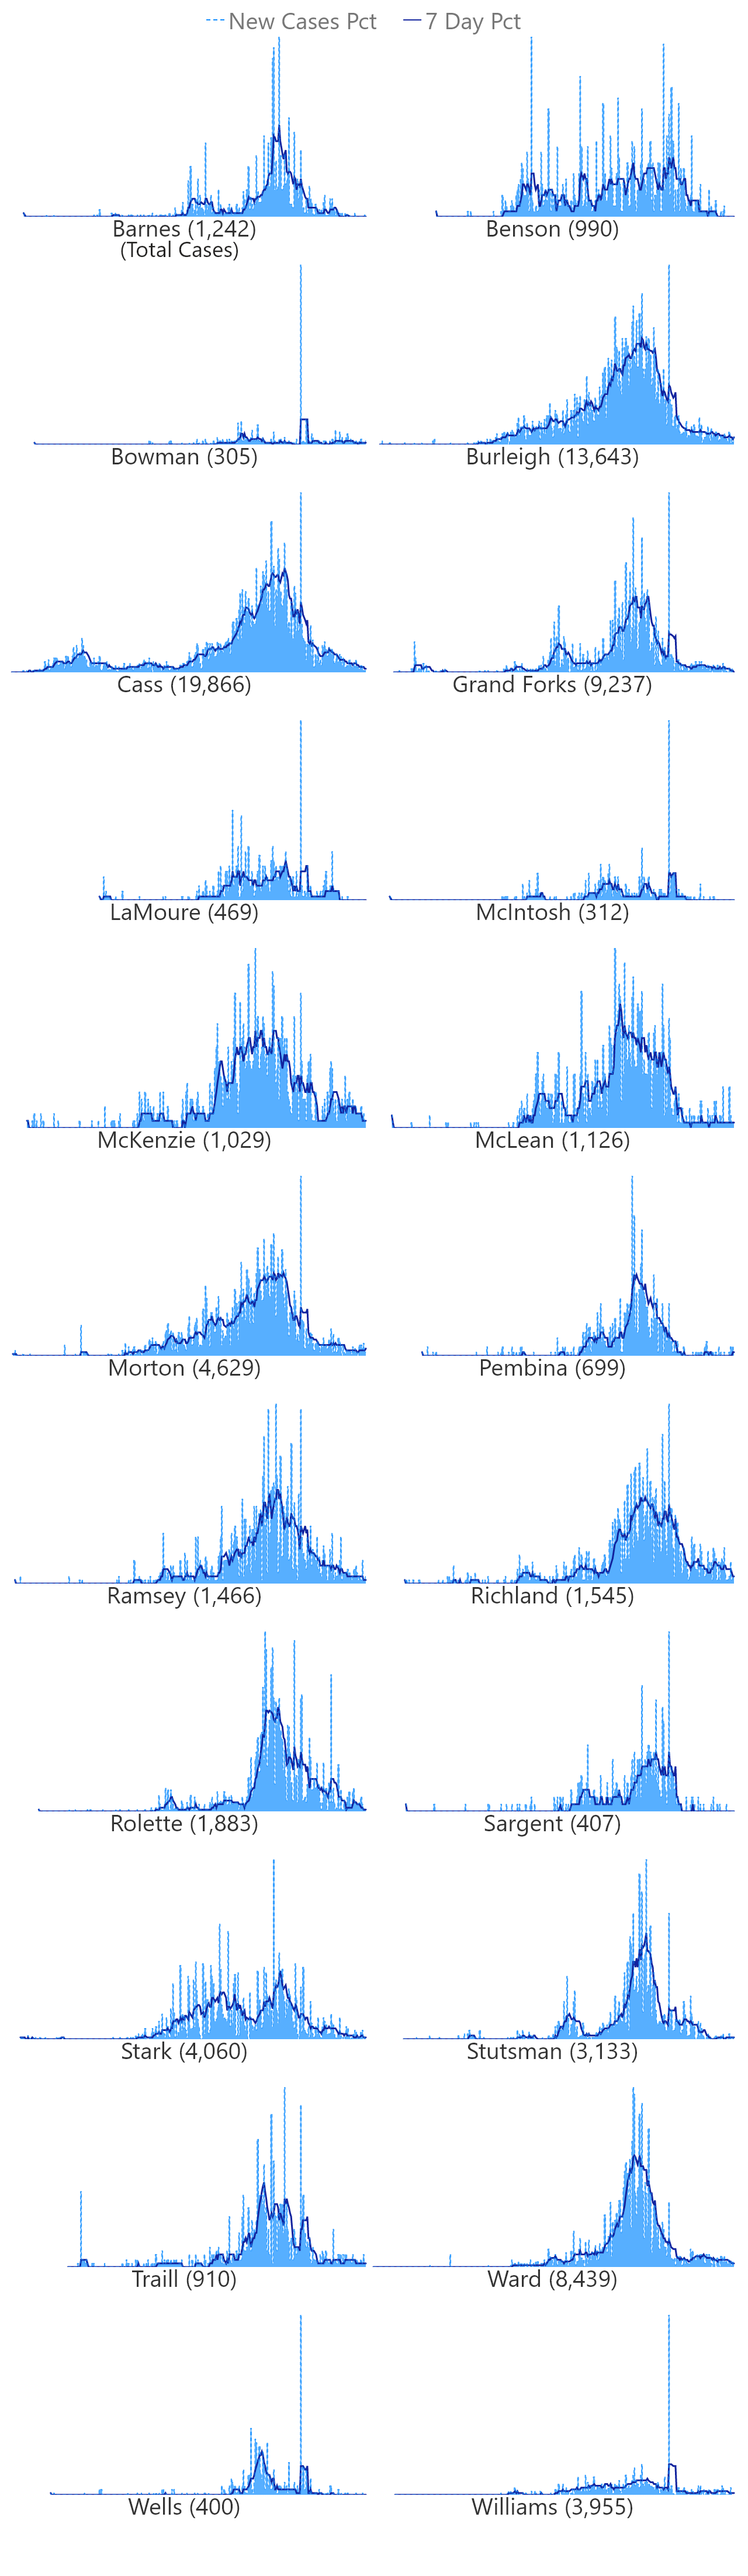 New Cases Pct 7 Day Pct
Barnes (1,242) Benson (990)
(Total Cases)
Bowman (305) Burleigh (13,643)
Cass (19,866) Grand Forks (9,237)
LaMoure (469) McIntosh (312)
McKenzie (1,029) McLean (1,126)
Morton (4,629) Pembina (699)
Ramsey (1,466) Richland (1,545)
Rolette (1,883) Sargent (407)
Stark (4,060) Stutsman (3,133)
Traill (910) Ward (8,439)
Wells (400) Williams (3,955)